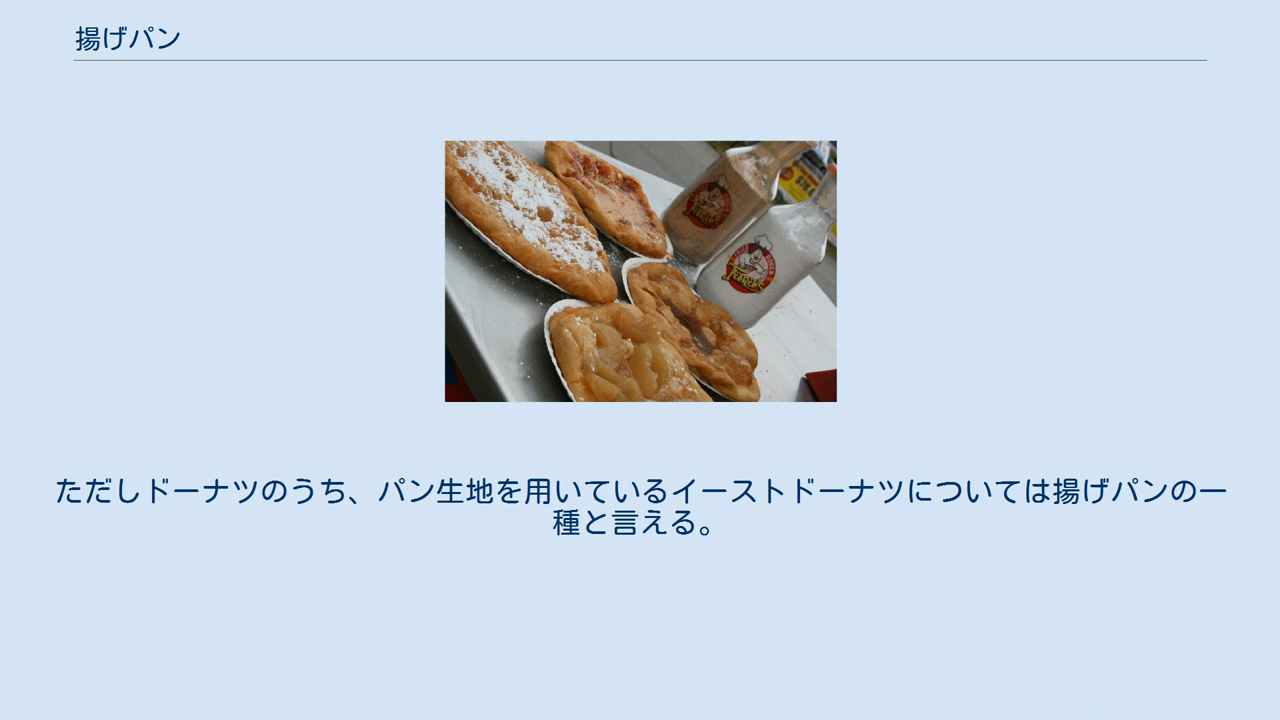 揚げパン
ただしドーナツのうち、パン生地を用いているイーストドーナツについては揚げパンの一
種と言える。